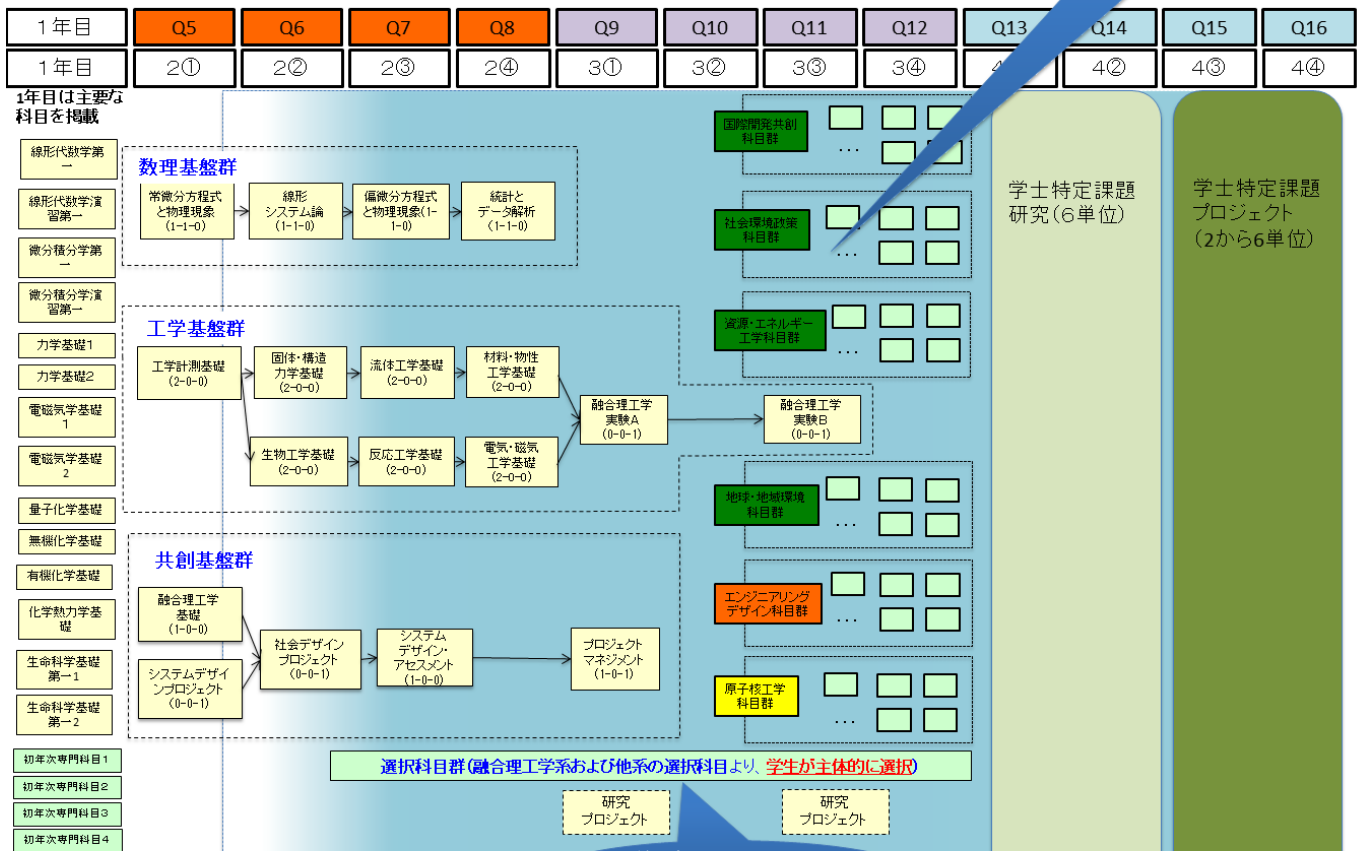 1年目 Q5 Q6 Q7 Q8 Q9 Q10 Q11 Q12 Q13 Q14 Q15 Q16
1年目 2① 2② 2③ 2④ 3① 3② 3③ 3④ 4② 4③ 4④
1年目は主要な
科目を掲載
線形代数学第
一
線形代数学演
習第一
微分積分学第
一
微分積分学演
習第一
力学基礎1
力学基礎2
電磁気学基礎
1
電磁気学基礎
2
量子化学基礎
無機化学基礎
有機化学基礎
化学熱力学基
礎
生命科学基礎
第一1
生命科学基礎
第一2
初年次専門科目1
初年次専門科目2
初年次専門科目3
初年次専門科目4
数理基盤群
常微分方程式
と物理現象
(1-1-0)
線形
システム論
(1-1-0)
偏微分方程式
と物理現象(1-
1-0)
統計と
データ解析
(1-1-0)
工学基盤群
工学計測基礎
(2-0-0)
固体・構造
力学基礎
(2-0-0)
流体工学基礎
(2-0-0)
材料・物性
工学基礎
(2-0-0)
生物工学基礎
(2-0-0)
反応工学基礎
(2-0-0)
電気・磁気
工学基礎
(2-0-0)
融合理工学
実験A
(0-0-1)
融合理工学
実験B
(0-0-1)
共創基盤群
融合理工学
基礎
(1-0-0)
システムデザイ
ンプロジェクト
(0-0-1)
社会デザイン
プロジェクト
(0-0-1)
システム
デザイン・
アセスメント
(1-0-0)
プロジェクト
マネジメント
(1-0-1)
国際開発共創
科目群
...
社会環境政策
科目群
...
資源・エネルギー
工学科目群
...
地球・地域環境
科目群
...
エンジニアリング
デザイン科目群
...
原子核工学
科目群
...
選択科目群(融合理工学系および他系の選択科目より、学生が主体的に選択)
研究
プロジェクト
研究
プロジェクト
学士特定課題
研究(6単位)
学士特定課題
プロジェクト
(2から6単位)